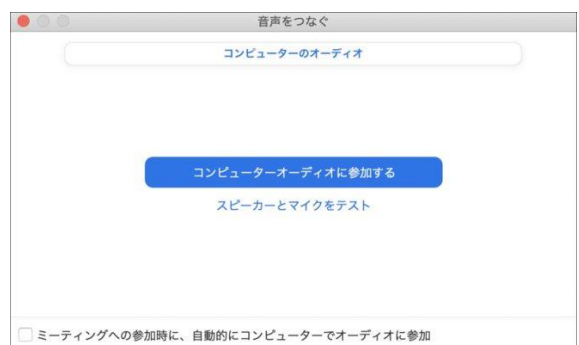 音声をつなぐ
コンピューターのオーディオ
コンピューターオーディオに参加する
スピーカーとマイクをテスト
ミーティングへの参加時に、自動的にコンピューターでオーディオに参加